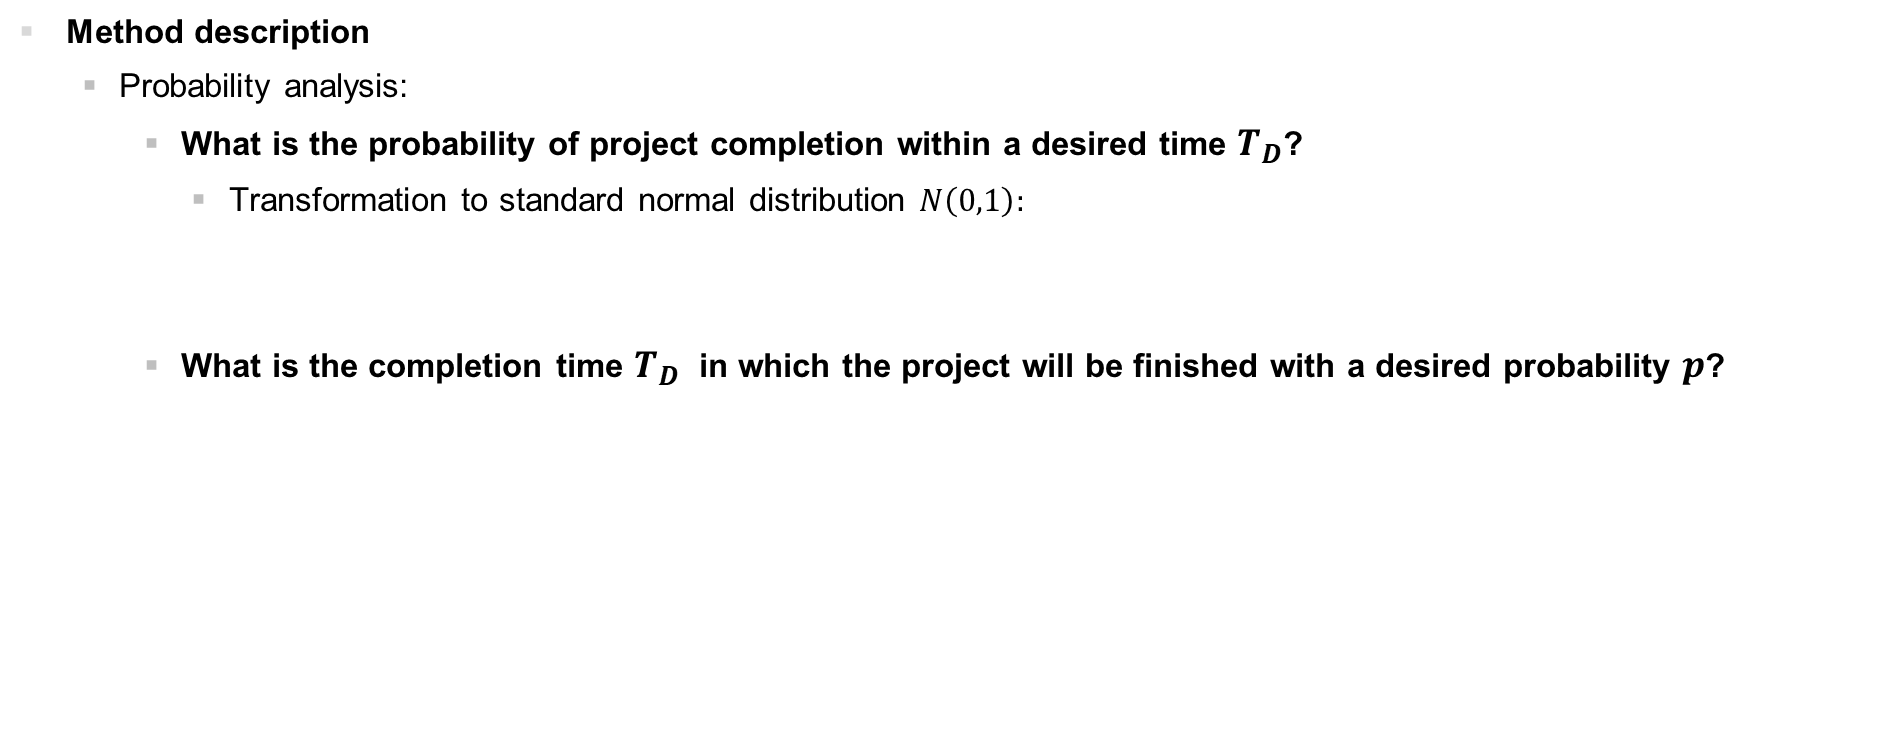 Method description
Probability analysis:
What is the probability of project completion within a desired time T_D?
Transformation to standard normal distribution N(0,1):
What is the completion time T_D in which the project will be finished with a desired probability p?